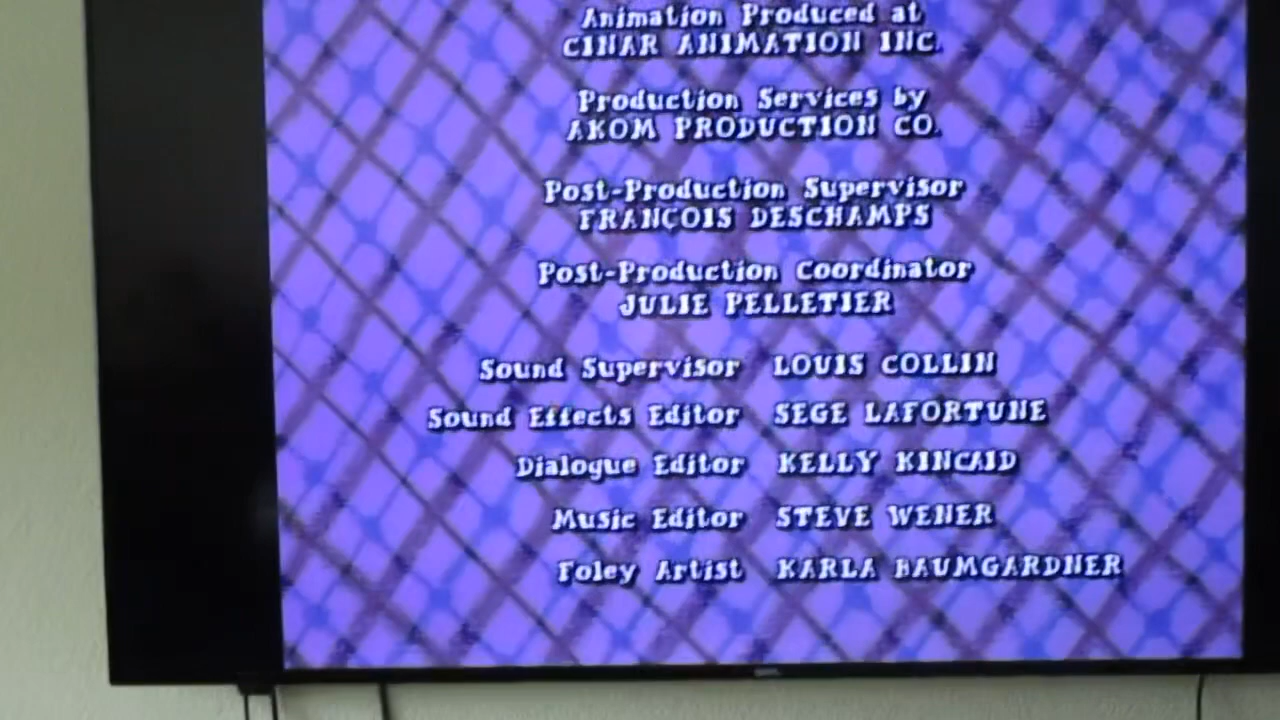 Animation Produced at
CINAR ANIMATION INC.
Production Services by
AKOM PRODUCTION CO.
Post-Production Supervisor
FRANÇOIS DESCHAMPS
Post-Production Coordinator
JULIE PELLETIER
Sound Supervisor LOUIS COLLIN
Sound Effects Editor SEGE LAFORTUNE
Dialogue Editor KELLY KINCAID
Music Editor STEVE WENER
Foley Artist KARLA BAUMGARDNER